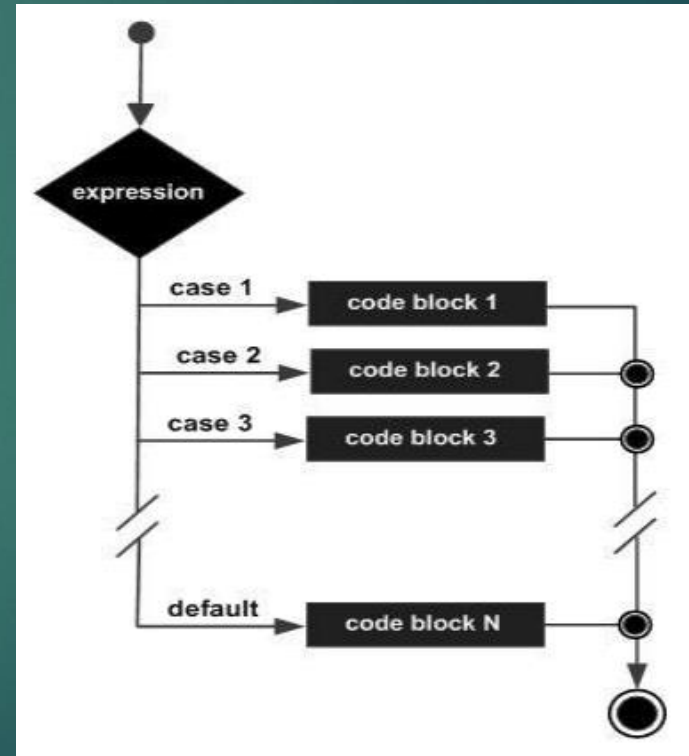 expression
case 1
code block 1
case 2
code block 2
case 3
code block 3
default
code block N